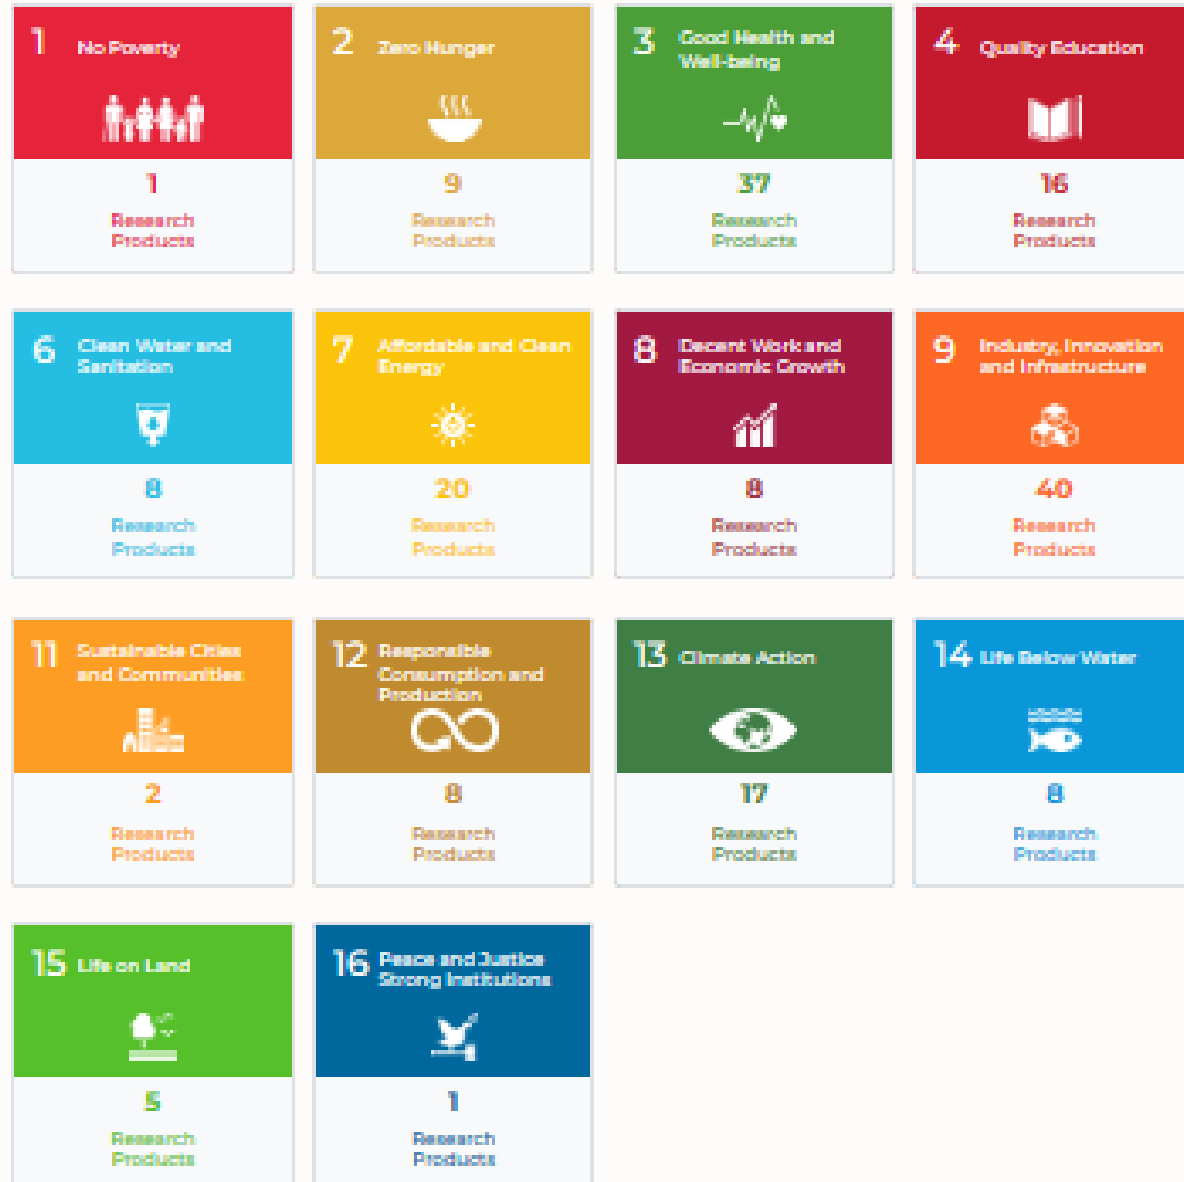 1 No Poverty
1
Research
Products
2 Zero Hunger
9
Research
Products
3 Good Health and
Well-being
37
Research
Products
4 Quality Education
16
Research
Products
6 Clean Water and
Sanitation
8
Research
Products
7 Affordable and Clean
Energy
20
Research
Products
8 Decent Work and
Economic Growth
8
Research
Products
9 Industry, Innovation
and Infrastructure
40
Research
Products
11 Sustainable Cities
and Communities
2
Research
Products
12 Responsible
Consumption and
Production
8
Research
Products
13 Climate Action
17
Research
Products
14 Life Below Water
8
Research
Products
15 Life on Land
5
Research
Products
16 Peace and Justice
Strong Institutions
1
Research
Products